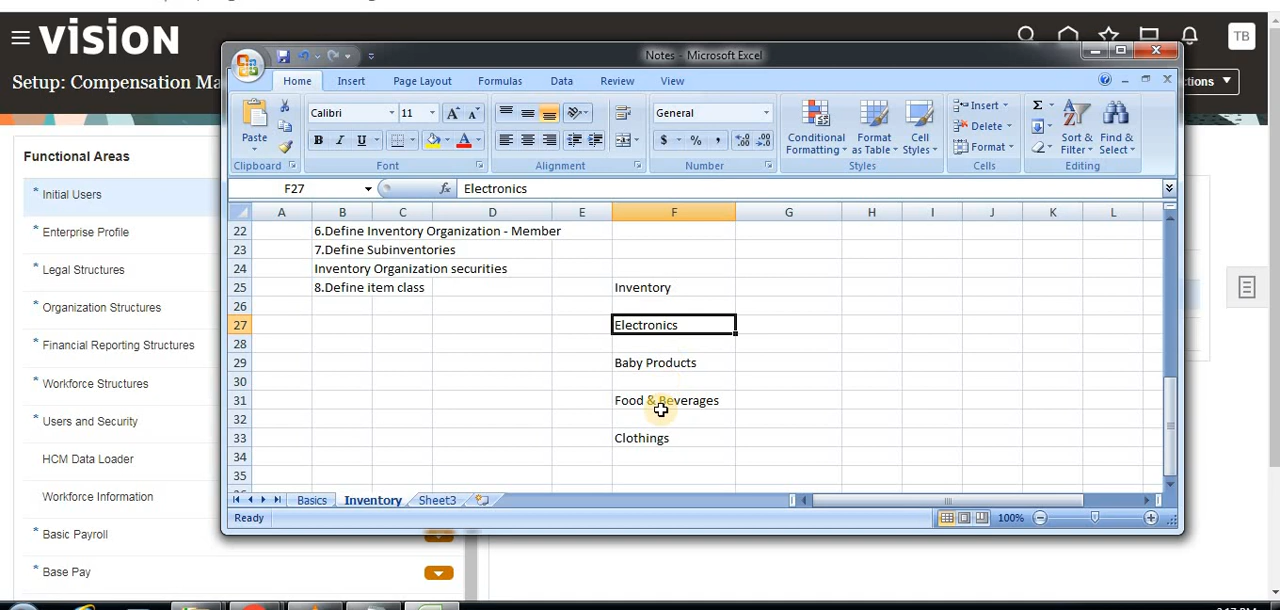 VISION
TB
Setup: Compensation Ma
ctions
Notes - Microsoft Excel
Home Insert Page Layout Formulas Data Review View
Paste
Calibri 11
B I U A
General
$ % ,
Conditional Formatting
Format as Table
Cell Styles
Insert
Delete
Format
Σ
Sort & Filter
Find & Select
Clipboard Font Alignment Number Styles Cells Editing
F27 fx Electronics
A B C D E F G H I J K L
22 6.Define Inventory Organization - Member
23 7.Define Subinventories
24 Inventory Organization securities
25 8.Define item class Inventory
26
27 Electronics
28
29 Baby Products
30
31 Food & Beverages
32
33 Clothings
34
35
Basics Inventory Sheet3
Ready 100%
Functional Areas
* Initial Users
* Enterprise Profile
* Legal Structures
* Organization Structures
* Financial Reporting Structures
* Workforce Structures
* Users and Security
HCM Data Loader
Workforce Information
* Basic Payroll
* Base Pay